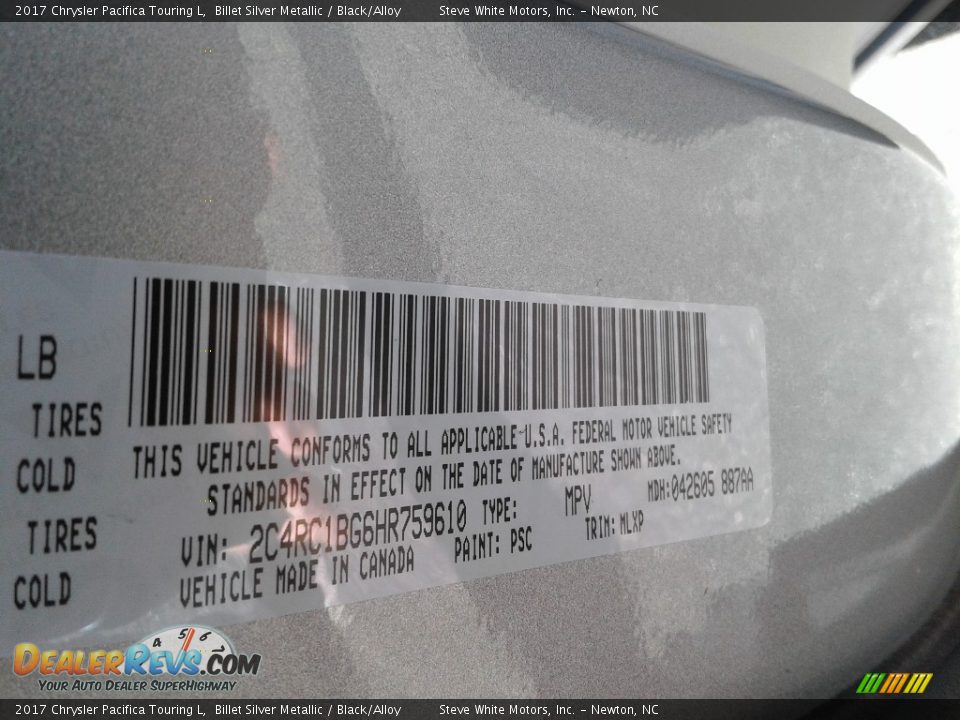 2017 Chrysler Pacifica Touring L, Billet Silver Metallic / Black/Alloy Steve White Motors, Inc. – Newton, NC
LB
TIRES
COLD
TIRES
COLD
THIS VEHICLE CONFORMS TO ALL APPLICABLE U.S.A. FEDERAL MOTOR VEHICLE SAFETY
STANDARDS IN EFFECT ON THE DATE OF MANUFACTURE SHOWN ABOVE.
VIN: 2C4RC1BG6HR759610 TYPE: MPV MDH:042605 887AA
VEHICLE MADE IN CANADA PAINT: PSC TRIM: MLXP
4 5 6
DealerRevs.com
Your Auto Dealer SuperHighway
2017 Chrysler Pacifica Touring L, Billet Silver Metallic / Black/Alloy Steve White Motors, Inc. – Newton, NC